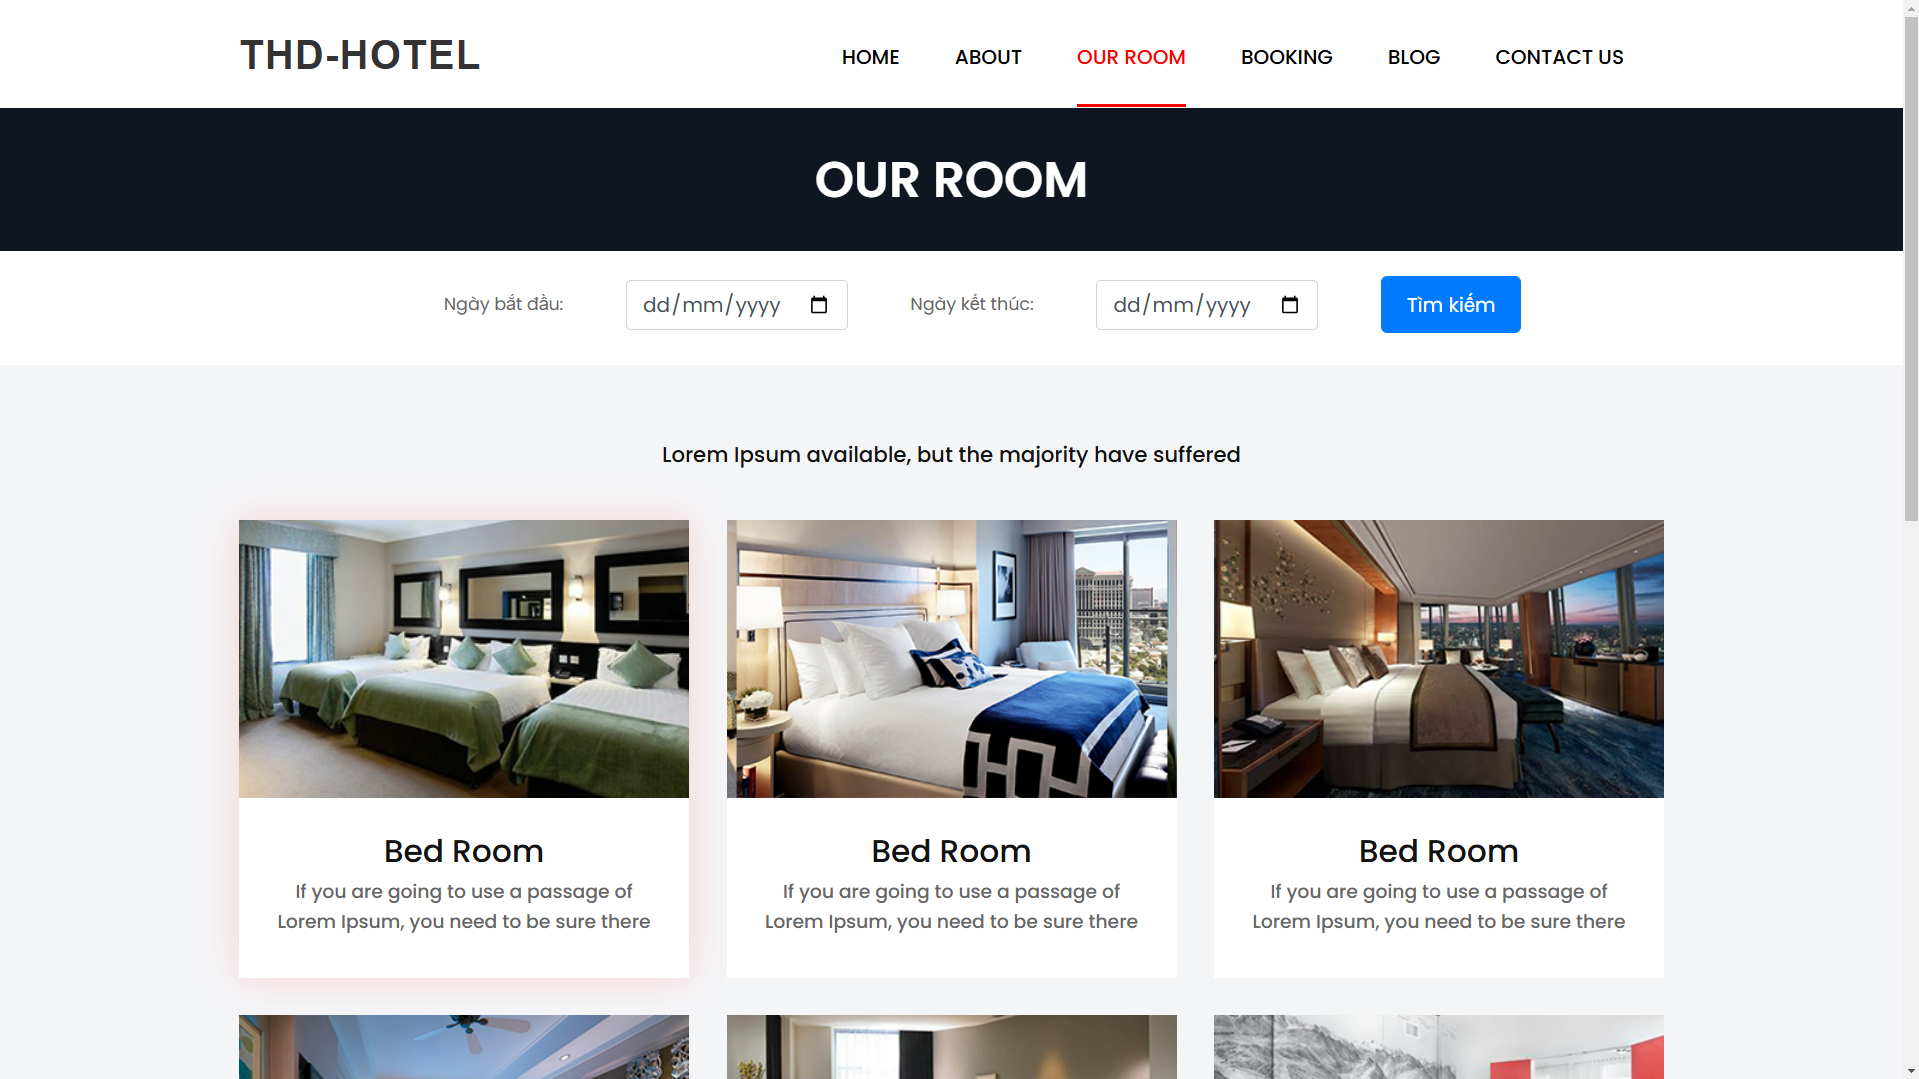 THD-HOTEL
HOME ABOUT OUR ROOM BOOKING BLOG CONTACT US
OUR ROOM
Ngày bắt đầu: dd/mm/yyyy Ngày kết thúc: dd/mm/yyyy Tìm kiếm
Lorem Ipsum available, but the majority have suffered
Bed Room
If you are going to use a passage of
Lorem Ipsum, you need to be sure there
Bed Room
If you are going to use a passage of
Lorem Ipsum, you need to be sure there
Bed Room
If you are going to use a passage of
Lorem Ipsum, you need to be sure there